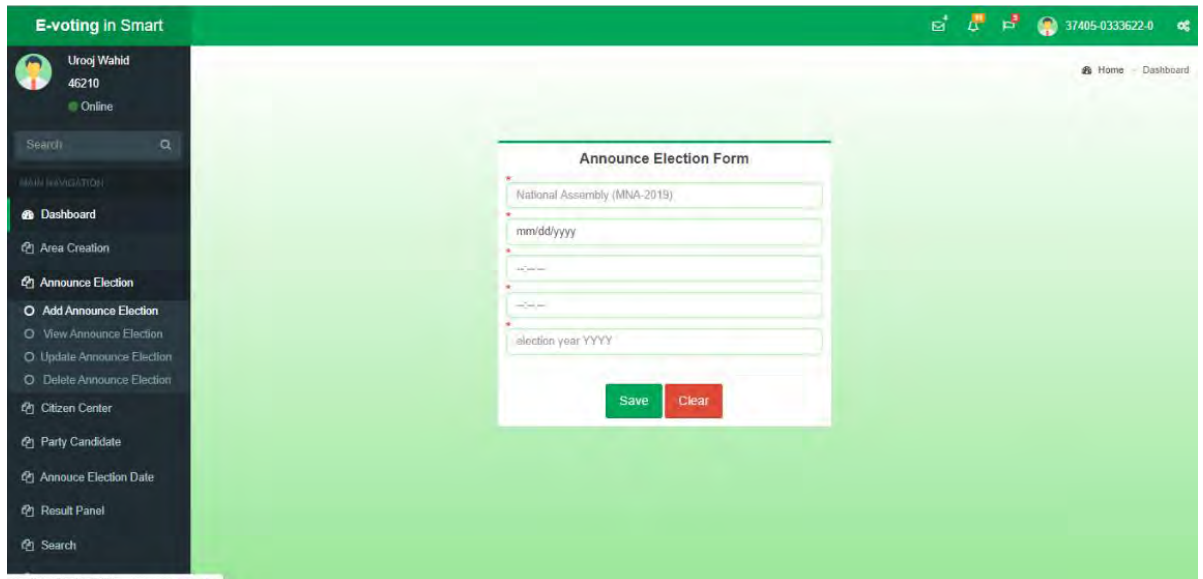 E-voting in Smart
37405-0333622-0
Urooj Wahid
46210
Online
Home - Dashboard
Search
MAIN NAVIGATION
Dashboard
Area Creation
Announce Election
Add Announce Election
View Announce Election
Update Announce Election
Delete Announce Election
Citizen Center
Party Candidate
Annouce Election Date
Result Panel
Search
Announce Election Form
*
National Assembly (MNA-2019)
*
mm/dd/yyyy
*
--:-- --
*
--:-- --
*
election year YYYY
Save Clear